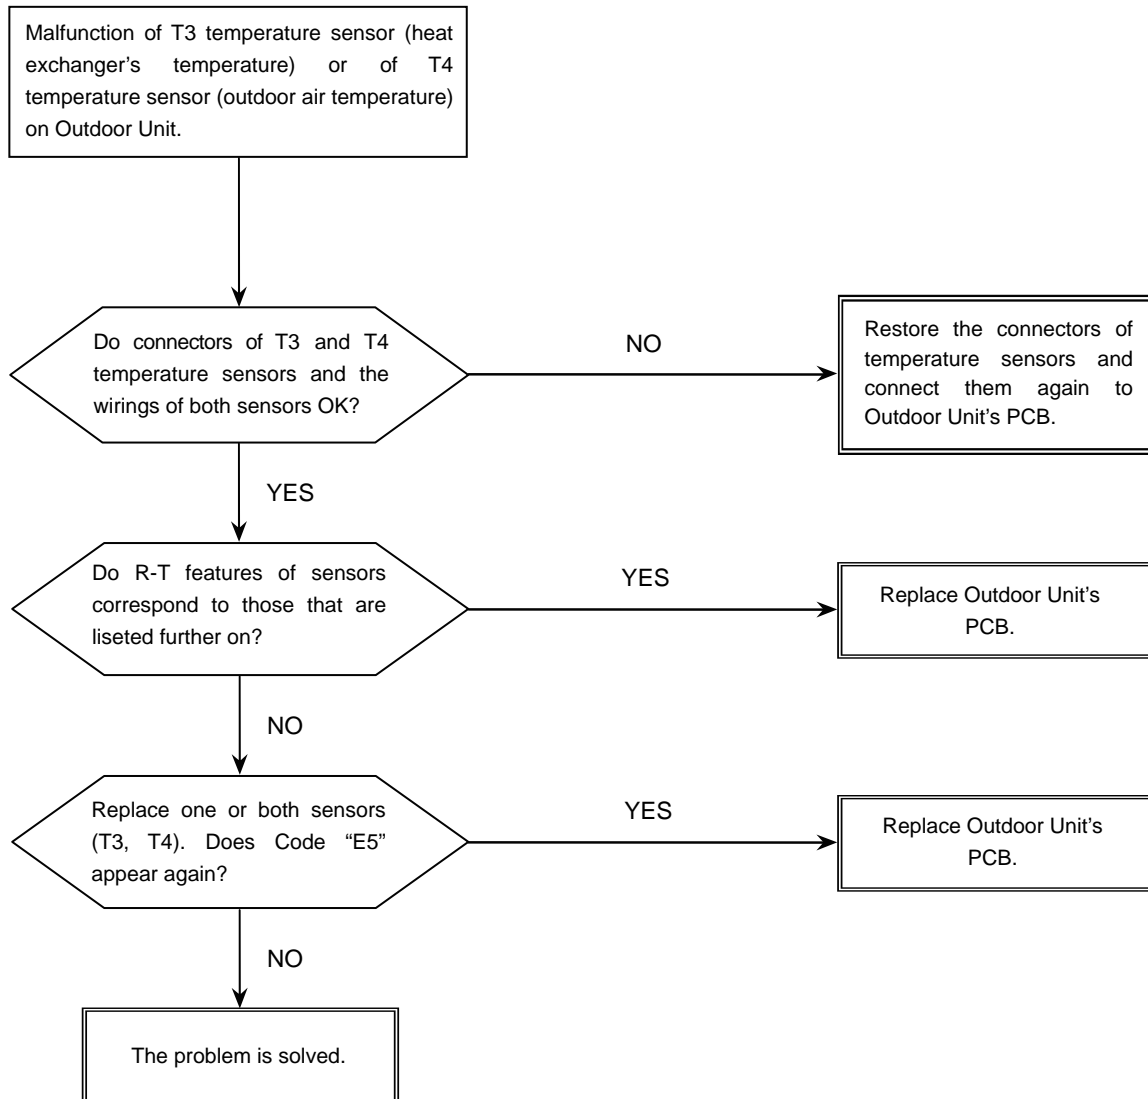 Malfunction of T3 temperature sensor (heat
exchanger's temperature) or of T4
temperature sensor (outdoor air temperature)
on Outdoor Unit.
Do connectors of T3 and T4
temperature sensors and the
wirings of both sensors OK?
NO
Restore the connectors of
temperature sensors and
connect them again to
Outdoor Unit's PCB.
YES
Do R-T features of sensors
correspond to those that are
liseted further on?
YES
Replace Outdoor Unit's
PCB.
NO
Replace one or both sensors
(T3, T4). Does Code “E5”
appear again?
YES
Replace Outdoor Unit's
PCB.
NO
The problem is solved.